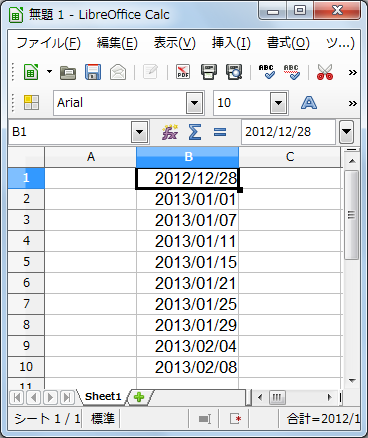 無題 1 - LibreOffice Calc
ファイル(F) 編集(E) 表示(V) 挿入(I) 書式(O) ツ...)
PDF ABC ABC
Arial 10 A
B1 2012/12/28
A B C
1 2012/12/28
2 2013/01/01
3 2013/01/07
4 2013/01/11
5 2013/01/15
6 2013/01/21
7 2013/01/25
8 2013/01/29
9 2013/02/04
10 2013/02/08
11
Sheet1
シート 1 / 1 標準 合計=2012/1